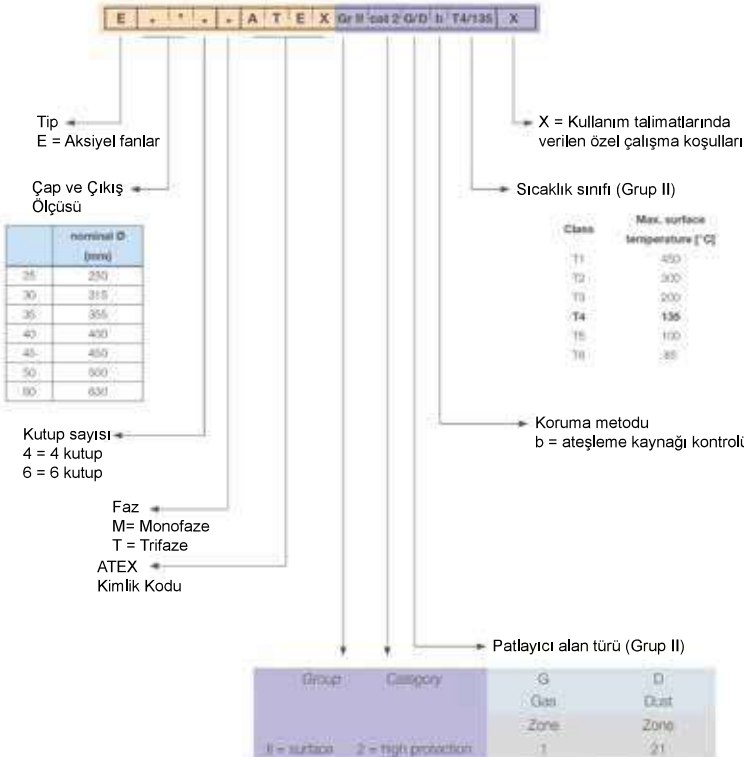 E * * * * A T E X Gr II cat 2 G/D b T4/135 X
Tip
E = Aksiyel fanlar
X = Kullanım talimatlarında
verilen özel çalışma koşulları
Çap ve Çıkış
Ölçüsü
Sıcaklık sınıfı (Grup II)
nominal Ø
(mm)
25 250
30 315
35 355
40 400
45 450
50 500
60 630
Class Max. surface
temperature [°C]
T1 450
T2 300
T3 200
T4 135
T5 100
T6 85
Kutup sayısı
4 = 4 kutup
6 = 6 kutup
Koruma metodu
b = ateşleme kaynağı kontrolü
Faz
M= Monofaze
T = Trifaze
ATEX
Kimlik Kodu
Patlayıcı alan türü (Grup II)
Group Category G D
Gas Dust
Zone Zone
II = surface 2 = high protection 1 21